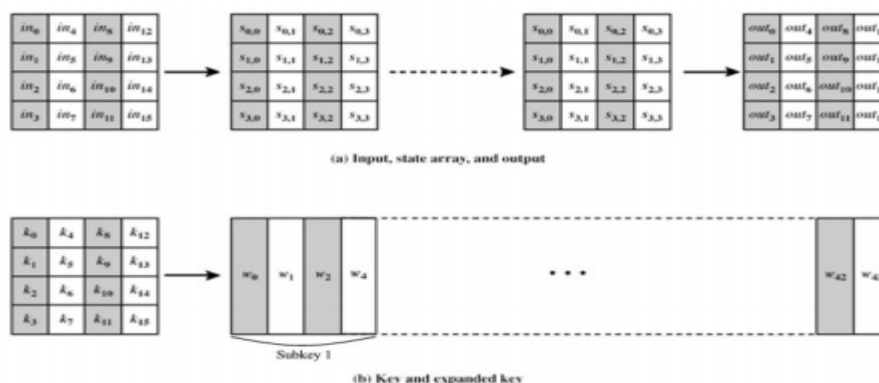 in0 in4 in8 in12 s0,0 s0,1 s0,2 s0,3 s0,0 s0,1 s0,2 s0,3 out0 out4 out8
in1 in5 in9 in13 s1,0 s1,1 s1,2 s1,3 s1,0 s1,1 s1,2 s1,3 out1 out5 out9
in2 in6 in10 in14 s2,0 s2,1 s2,2 s2,3 s2,0 s2,1 s2,2 s2,3 out2 out6 out10
in3 in7 in11 in15 s3,0 s3,1 s3,2 s3,3 s3,0 s3,1 s3,2 s3,3 out3 out7 out11
(a) Input, state array, and output
k0 k4 k8 k12
k1 k5 k9 k13
w0 w1 w2 w4 • • • w42
k2 k6 k10 k14
k3 k7 k11 k15
Subkey 1
(b) Key and expanded key